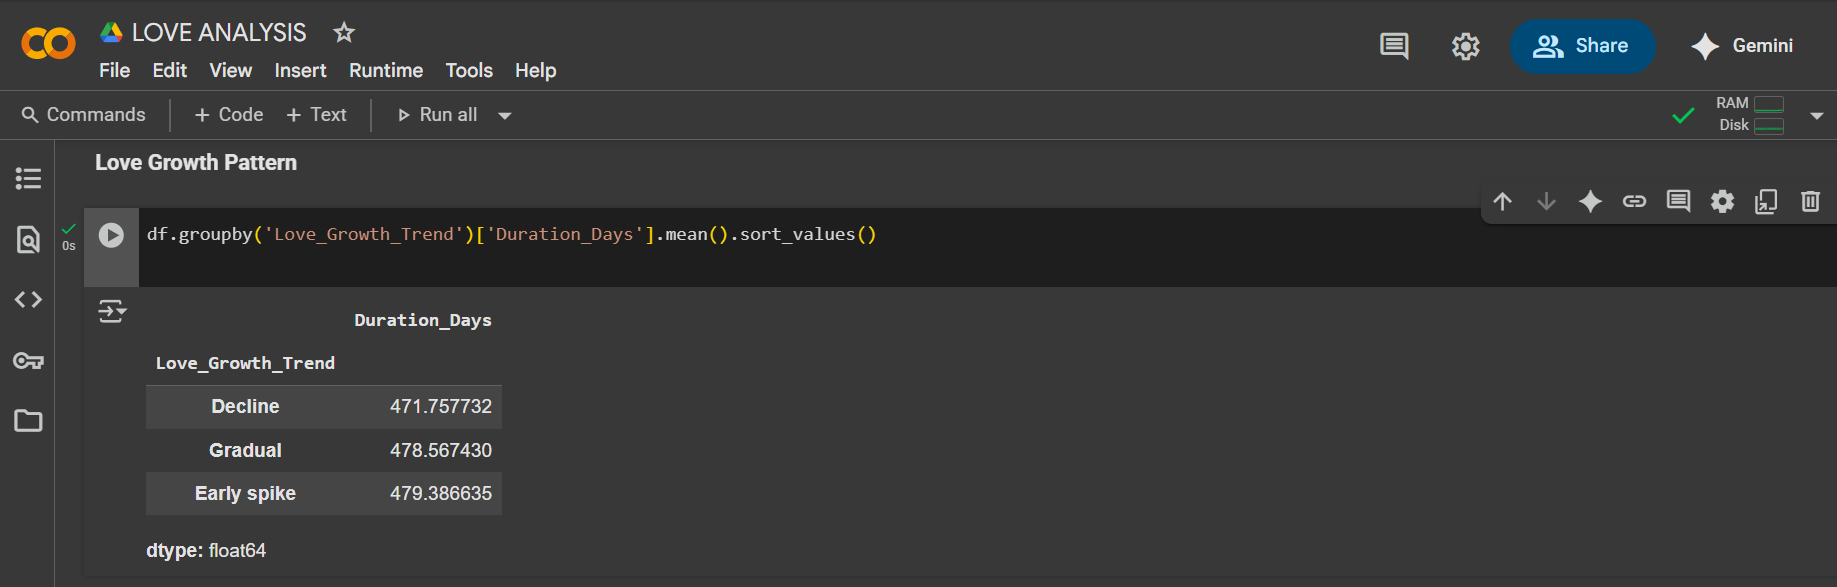 LOVE ANALYSIS
File Edit View Insert Runtime Tools Help
Share
Gemini
Commands + Code + Text Run all
RAM
Disk
Love Growth Pattern
0s
df.groupby('Love_Growth_Trend')['Duration_Days'].mean().sort_values()
Duration_Days
Love_Growth_Trend
Decline 471.757732
Gradual 478.567430
Early spike 479.386635
dtype: float64